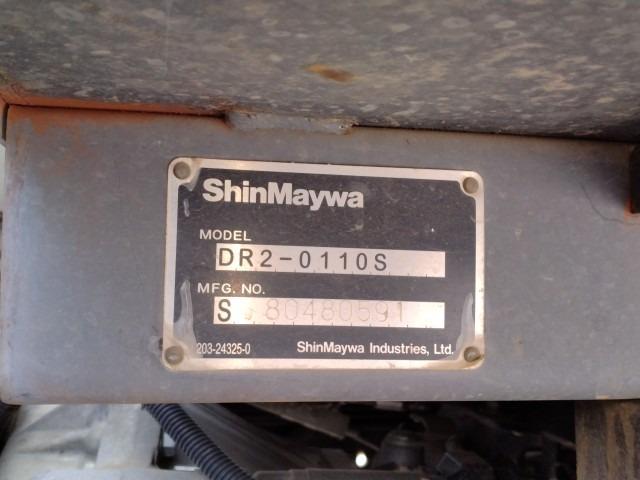 ShinMaywa
MODEL
DR2-0110S
MFG. NO.
S 80480591
203-24325-0 ShinMaywa Industries, Ltd.